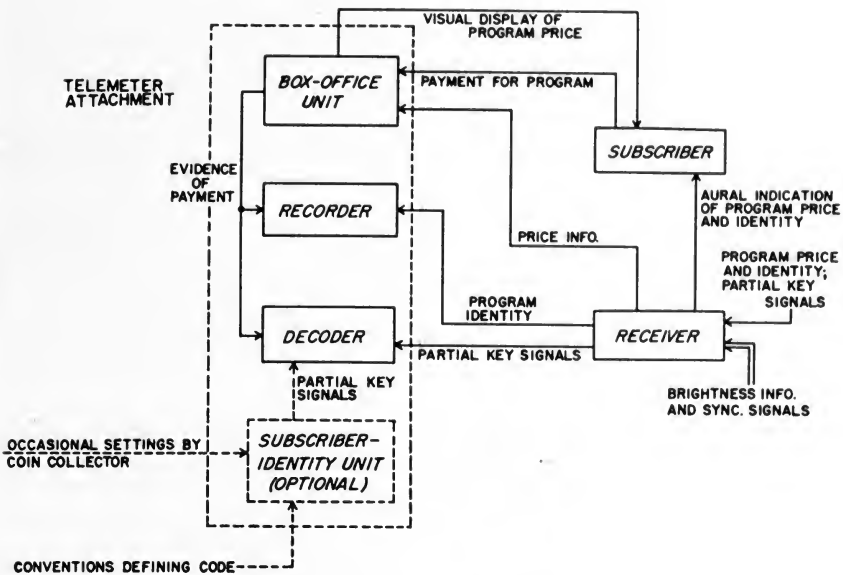 VISUAL DISPLAY OF
PROGRAM PRICE
TELEMETER
ATTACHMENT
BOX-OFFICE
UNIT
PAYMENT FOR PROGRAM
SUBSCRIBER
EVIDENCE
OF
PAYMENT
RECORDER
AURAL INDICATION
OF PROGRAM PRICE
AND IDENTITY
PRICE INFO.
PROGRAM PRICE
AND IDENTITY;
PARTIAL KEY
SIGNALS
PROGRAM
IDENTITY
DECODER
RECEIVER
PARTIAL KEY SIGNALS
PARTIAL KEY
SIGNALS
BRIGHTNESS INFO.
AND SYNC. SIGNALS
OCCASIONAL SETTINGS BY
COIN COLLECTOR
SUBSCRIBER-
IDENTITY UNIT
(OPTIONAL)
CONVENTIONS DEFINING CODE